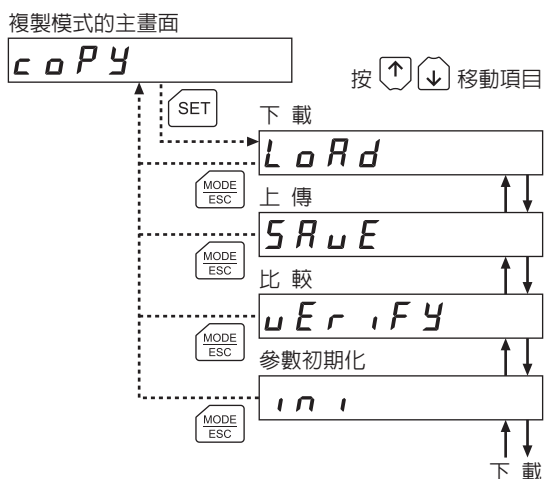 複製模式的主畫面
coPY
按 ↑ ↓ 移動項目
SET
下 載
LoAd
MODE
ESC
上 傳
SAvE
MODE
ESC
比 較
vEriFY
MODE
ESC
參數初期化
ini
MODE
ESC
下 載